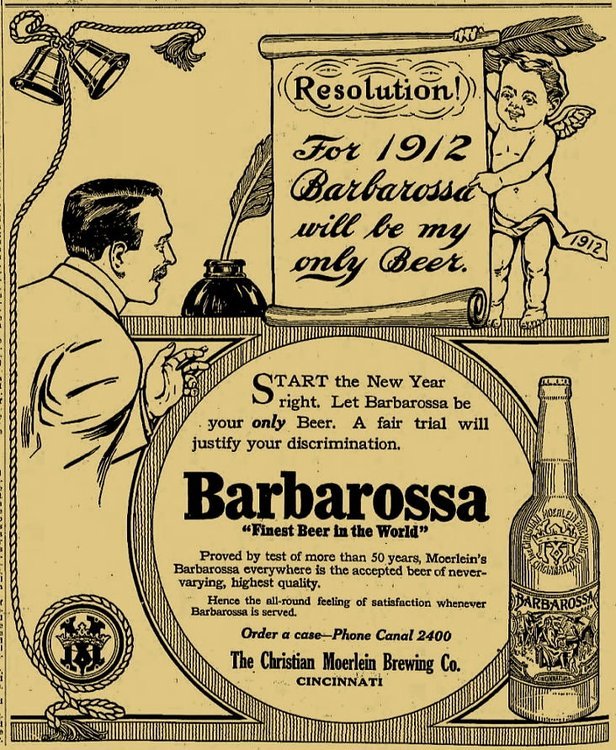 Resolution!
For 1912
Barbarossa
will be my
only Beer.
1912
START the New Year
right. Let Barbarossa be
your only Beer. A fair trial will
justify your discrimination.
Barbarossa
"Finest Beer in the World"
Proved by test of more than 50 years, Moerlein's
Barbarossa everywhere is the accepted beer of never-
varying, highest quality.
Hence the all-round feeling of satisfaction whenever
Barbarossa is served.
Order a case—Phone Canal 2400
The Christian Moerlein Brewing Co.
CINCINNATI
BARBAROSSA